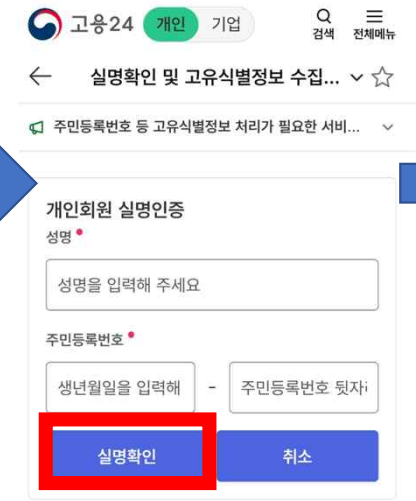 고용24 개인 기업 검색 전체메뉴
실명확인 및 고유식별정보 수집...
주민등록번호 등 고유식별정보 처리가 필요한 서비...
개인회원 실명인증
성명
성명을 입력해 주세요
주민등록번호
생년월일을 입력해 - 주민등록번호 뒷자
실명확인 취소